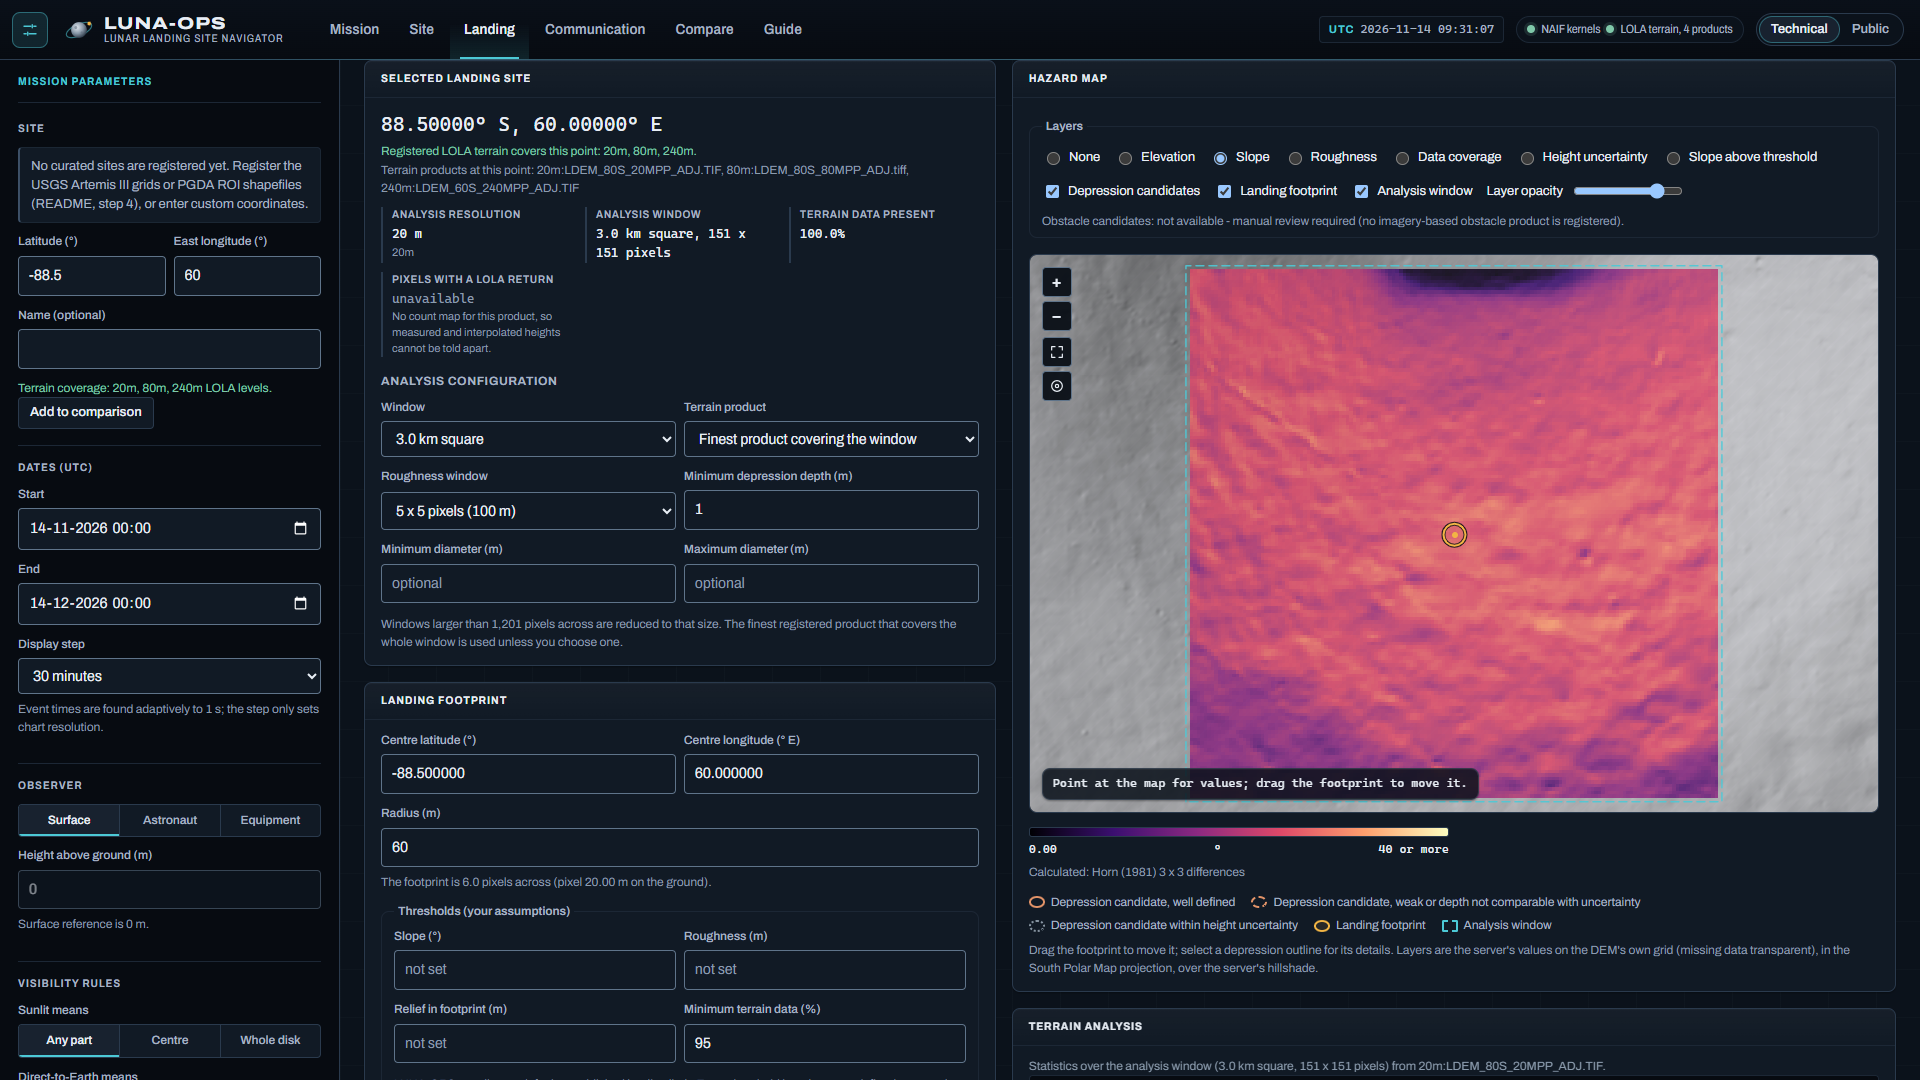 LUNA-OPS
LUNAR LANDING SITE NAVIGATOR
Mission
Site
Landing
Communication
Compare
Guide
UTC 2026-11-14 09:31:07
NAIF kernels
LOLA terrain, 4 products
Technical
Public
MISSION PARAMETERS
SITE
No curated sites are registered yet. Register the
USGS Artemis III grids or PGDA ROI shapefiles
(README, step 4), or enter custom coordinates.
Latitude (°)
East longitude (°)
-88.5
60
Name (optional)
Terrain coverage: 20m, 80m, 240m LOLA levels.
Add to comparison
DATES (UTC)
Start
14-11-2026 00:00
End
14-12-2026 00:00
Display step
30 minutes
Event times are found adaptively to 1 s; the step only sets
chart resolution.
OBSERVER
Surface
Astronaut
Equipment
Height above ground (m)
0
Surface reference is 0 m.
VISIBILITY RULES
Sunlit means
Any part
Centre
Whole disk
Direct-to-Earth means
SELECTED LANDING SITE
88.50000° S, 60.00000° E
Registered LOLA terrain covers this point: 20m, 80m, 240m.
Terrain products at this point: 20m:LDEM_80S_20MPP_ADJ.TIF, 80m:LDEM_80S_80MPP_ADJ.tiff,
240m:LDEM_60S_240MPP_ADJ.TIF
ANALYSIS RESOLUTION
20 m
20m
ANALYSIS WINDOW
3.0 km square, 151 x
151 pixels
TERRAIN DATA PRESENT
100.0%
PIXELS WITH A LOLA RETURN
unavailable
No count map for this product, so
measured and interpolated heights
cannot be told apart.
ANALYSIS CONFIGURATION
Window
Terrain product
3.0 km square
Finest product covering the window
Roughness window
Minimum depression depth (m)
5 x 5 pixels (100 m)
1
Minimum diameter (m)
Maximum diameter (m)
optional
optional
Windows larger than 1,201 pixels across are reduced to that size. The finest registered product that covers the
whole window is used unless you choose one.
LANDING FOOTPRINT
Centre latitude (°)
Centre longitude (° E)
-88.500000
60.000000
Radius (m)
60
The footprint is 6.0 pixels across (pixel 20.00 m on the ground).
Thresholds (your assumptions)
Slope (°)
Roughness (m)
not set
not set
Relief in footprint (m)
Minimum terrain data (%)
not set
95
HAZARD MAP
Layers
None
Elevation
Slope
Roughness
Data coverage
Height uncertainty
Slope above threshold
Depression candidates
Landing footprint
Analysis window
Layer opacity
Obstacle candidates: not available - manual review required (no imagery-based obstacle product is registered).
+
−
Point at the map for values; drag the footprint to move it.
0.00
°
40 or more
Calculated: Horn (1981) 3 x 3 differences
Depression candidate, well defined
Depression candidate, weak or depth not comparable with uncertainty
Depression candidate within height uncertainty
Landing footprint
Analysis window
Drag the footprint to move it; select a depression outline for its details. Layers are the server's values on the DEM's own grid (missing data transparent), in the
South Polar Map projection, over the server's hillshade.
TERRAIN ANALYSIS
Statistics over the analysis window (3.0 km square, 151 x 151 pixels) from 20m:LDEM_80S_20MPP_ADJ.TIF.